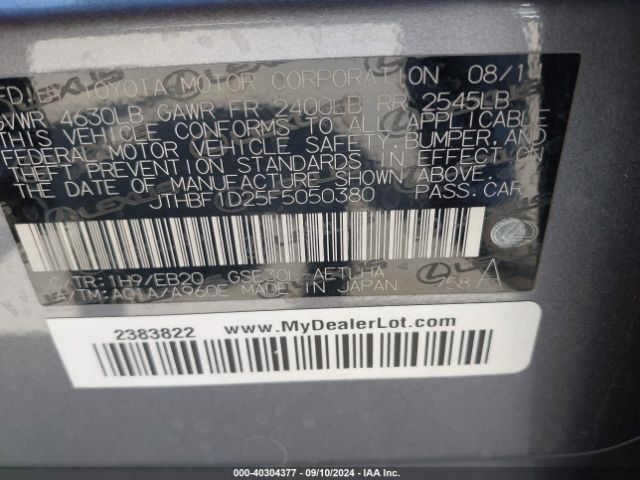 MFD.BY: TOYOTA MOTOR CORPORATION 08/1
GVWR 4630LB GAWR FR 2400LB RR 2545LB
THIS VEHICLE CONFORMS TO ALL APPLICABLE
FEDERAL MOTOR VEHICLE SAFETY, BUMPER, AND
THEFT PREVENTION STANDARDS IN EFFECT ON
THE DATE OF MANUFACTURE SHOWN ABOVE.
JTHBF1D25F5050380 PASS.CAR
LEXUS
C/TR:1H9/EB20 GSE30L-AETLHA
A/TM:A01A/A960E MADE IN JAPAN 758 A
2383822 www.MyDealerLot.com
000-40304377 - 09/10/2024 - IAA Inc.